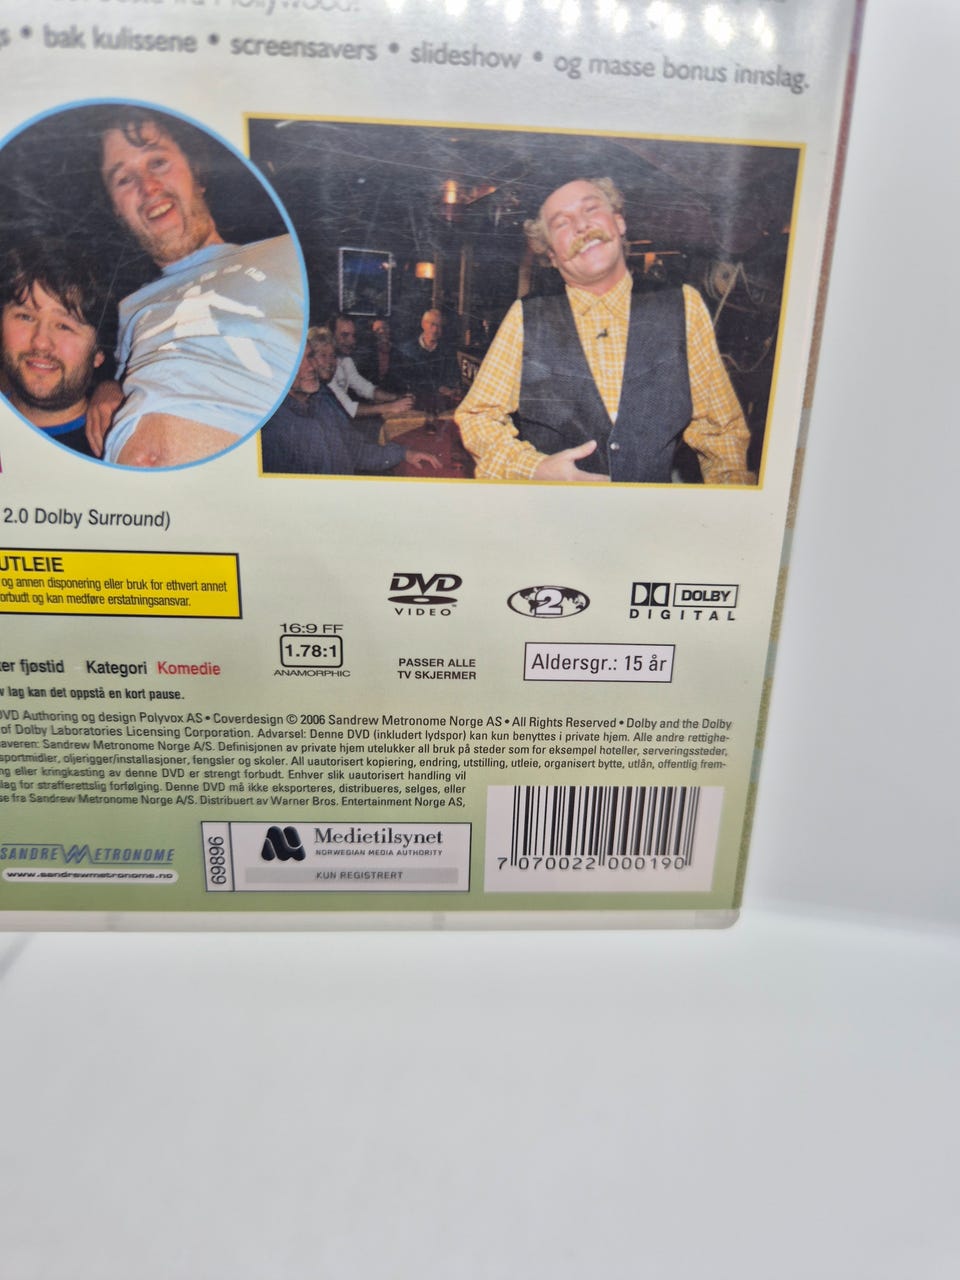 • bak kulissene • screensavers • slideshow • og masse bonus innslag.
2.0 Dolby Surround)
UTLEIE
og annen disponering eller bruk for ethvert annet
orbudt og kan medføre erstatningsansvar.
DVD
VIDEO
2
DOLBY
DIGITAL
16:9 FF
1.78:1
ANAMORPHIC
PASSER ALLE
TV SKJERMER
Aldersgr.: 15 år
er fjøstid Kategori Komedie
v lag kan det oppstå en kort pause.
DVD Authoring og design Polyvox AS • Coverdesign © 2006 Sandrew Metronome Norge AS • All Rights Reserved • Dolby and the Dolby
of Dolby Laboratories Licensing Corporation. Advarsel: Denne DVD (inkludert lydspor) kan kun benyttes i private hjem. Alle andre rettighe-
averen: Sandrew Metronome Norge A/S. Definisjonen av private hjem utelukker all bruk på steder som for eksempel hoteller, serveringssteder,
sportmidler, oljerigger/installasjoner, fengsler og skoler. All uautorisert kopiering, endring, utstilling, utleie, organisert bytte, utlån, offentlig frem-
ng eller kringkasting av denne DVD er strengt forbudt. Enhver slik uautorisert handling vil
lag for strafferettslig forfølging. Denne DVD må ikke eksporteres, distribueres, selges, eller
se fra Sandrew Metronome Norge A/S. Distribuert av Warner Bros. Entertainment Norge AS,
SANDREW METRONOME
www.sandrewmetronome.no
69896
Medietilsynet
NORWEGIAN MEDIA AUTHORITY
KUN REGISTRERT
7 070022 000190